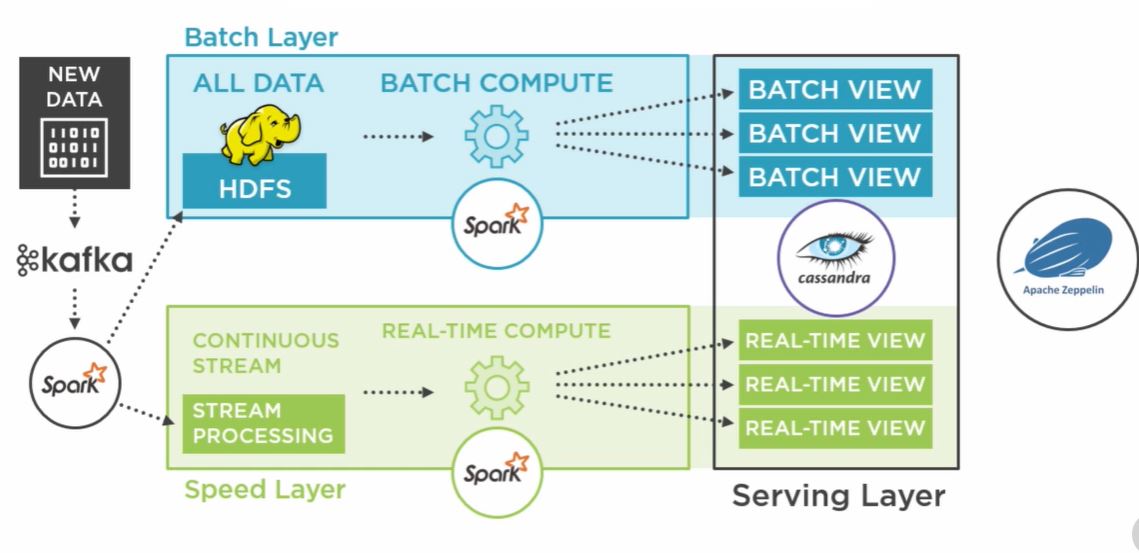 Batch Layer
NEW
DATA
11010
01011
00101
ALL DATA
HDFS
BATCH COMPUTE
Spark
BATCH VIEW
BATCH VIEW
BATCH VIEW
cassandra
Apache Zeppelin
kafka
Spark
CONTINUOUS
STREAM
STREAM
PROCESSING
REAL-TIME COMPUTE
Spark
REAL-TIME VIEW
REAL-TIME VIEW
REAL-TIME VIEW
Speed Layer
Serving Layer